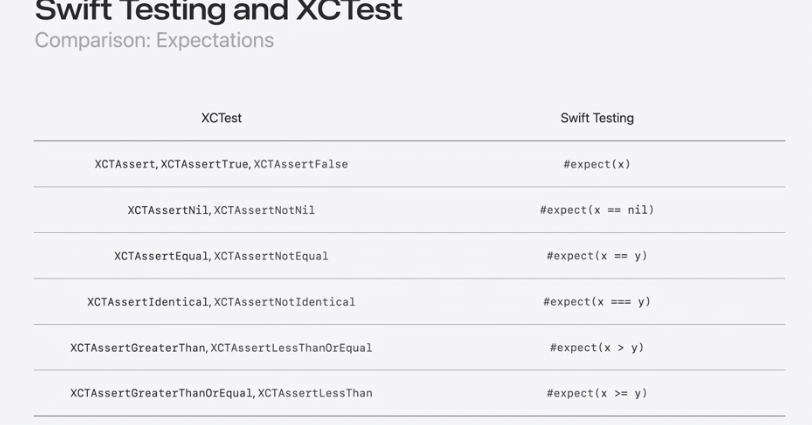 Swift Testing and XCTest
Comparison: Expectations
XCTest Swift Testing
XCTAssert, XCTAssertTrue, XCTAssertFalse #expect(x)
XCTAssertNil, XCTAssertNotNil #expect(x == nil)
XCTAssertEqual, XCTAssertNotEqual #expect(x == y)
XCTAssertIdentical, XCTAssertNotIdentical #expect(x === y)
XCTAssertGreaterThan, XCTAssertLessThanOrEqual #expect(x > y)
XCTAssertGreaterThanOrEqual, XCTAssertLessThan #expect(x >= y)